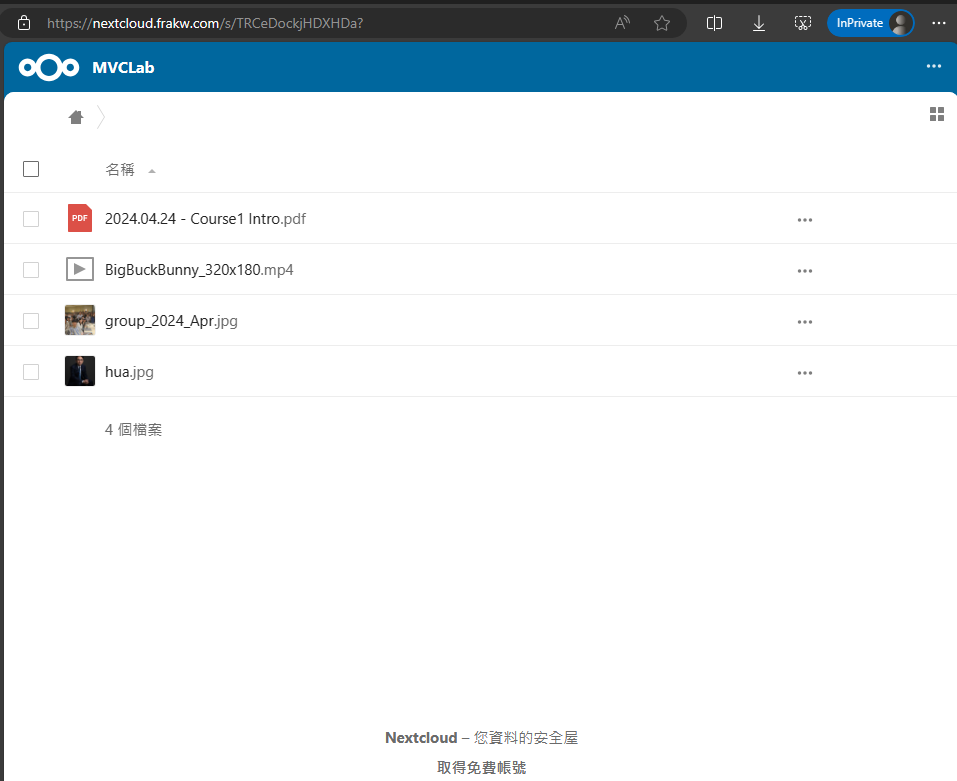 https://nextcloud.frakw.com/s/TRCeDockjHDXHDa?
InPrivate
MVCLab
名稱
PDF
2024.04.24 - Course1 Intro.pdf
BigBuckBunny_320x180.mp4
group_2024_Apr.jpg
hua.jpg
4 個檔案
Nextcloud – 您資料的安全屋
取得免費帳號